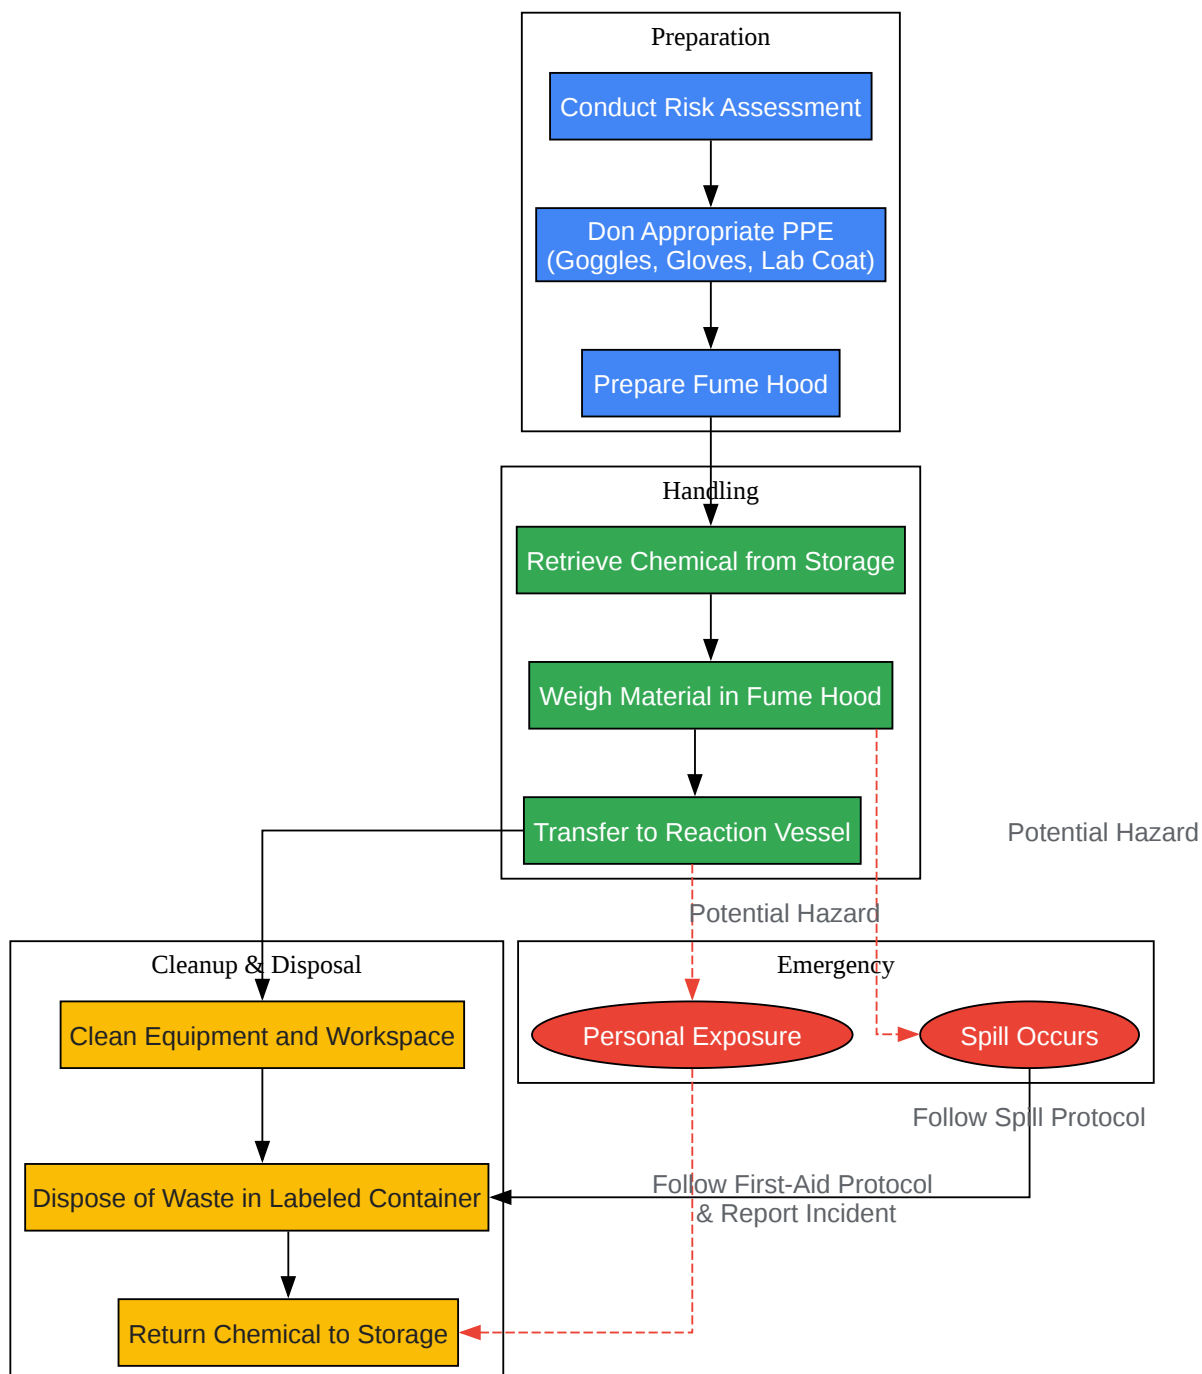 Preparation
Conduct Risk Assessment
Don Appropriate PPE
(Goggles, Gloves, Lab Coat)
Prepare Fume Hood
Handling
Retrieve Chemical from Storage
Weigh Material in Fume Hood
Transfer to Reaction Vessel
Potential Hazard
Potential Hazard
Cleanup & Disposal
Emergency
Clean Equipment and Workspace
Personal Exposure
Spill Occurs
Follow Spill Protocol
Dispose of Waste in Labeled Container
Follow First-Aid Protocol
& Report Incident
Return Chemical to Storage